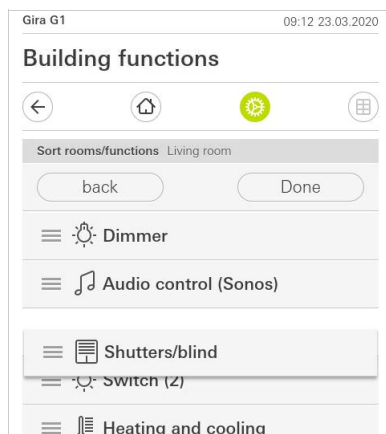 Gira G1 09:12 23.03.2020
Building functions
Sort rooms/functions Living room
back Done
Dimmer
Audio control (Sonos)
Shutters/blind
Switch (2)
Heating and cooling